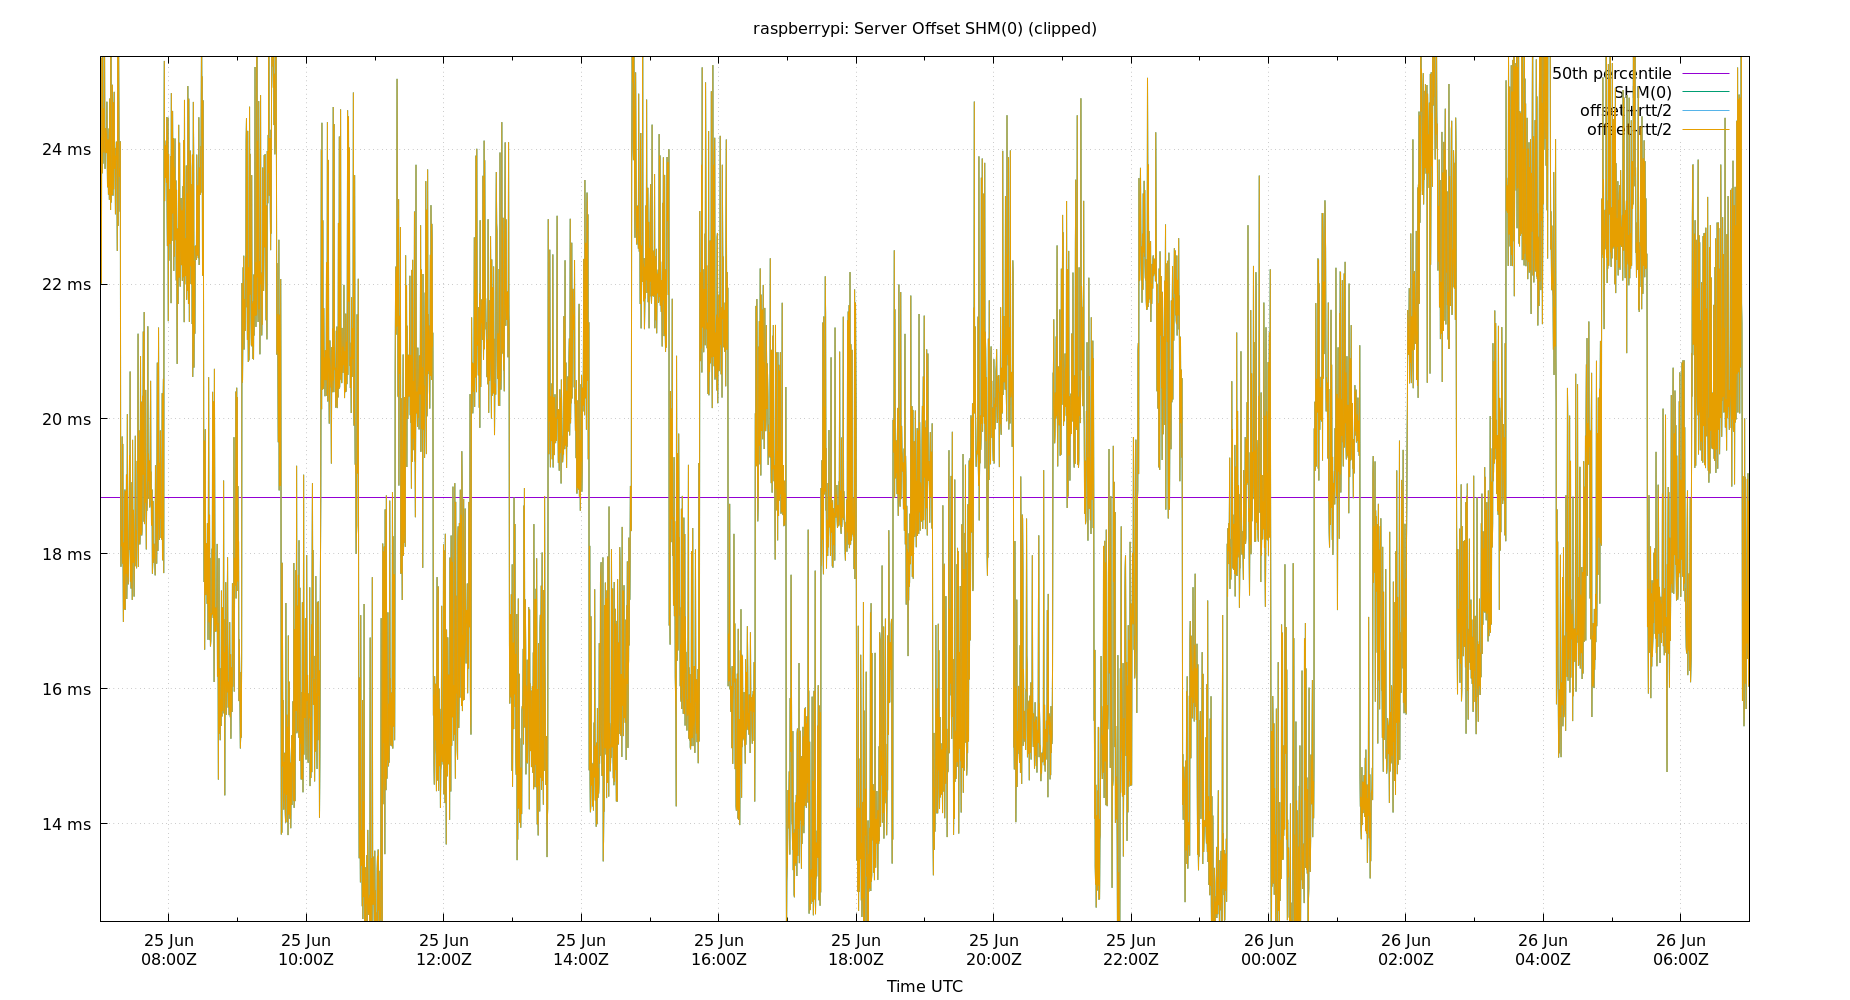 raspberrypi: Server Offset SHM(0) (clipped)
50th percentile
SHM(0)
offset+rtt/2
offset-rtt/2
24 ms
22 ms
20 ms
18 ms
16 ms
14 ms
25 Jun 25 Jun 25 Jun 25 Jun 25 Jun 25 Jun 25 Jun 25 Jun 26 Jun 26 Jun 26 Jun 26 Jun
08:00Z 10:00Z 12:00Z 14:00Z 16:00Z 18:00Z 20:00Z 22:00Z 00:00Z 02:00Z 04:00Z 06:00Z
Time UTC